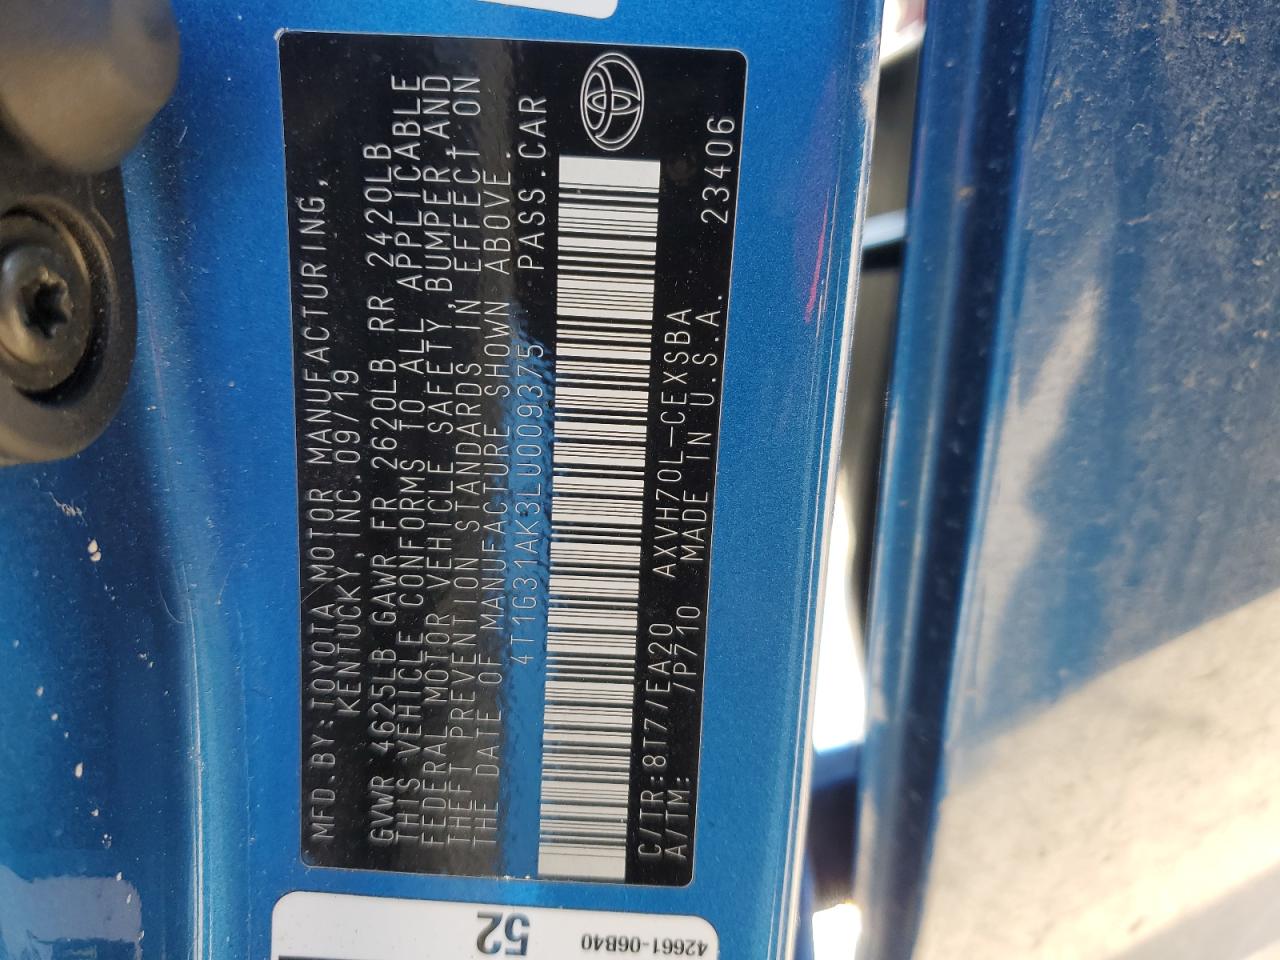 MFD.BY:TOYOTA MOTOR MANUFACTURING,
KENTUCKY, INC.09/19
GVWR 4625LB GAWR FR 2620LB RR 2420LB
THIS VEHICLE CONFORMS TO ALL APPLICABLE
FEDERAL MOTOR VEHICLE SAFETY,BUMPER AND
THEFT PREVENTION STANDARDS IN EFFECT ON
THE DATE OF MANUFACTURE SHOWN ABOVE.
4T1G31AK3LU009375 PASS.CAR
C/TR:8T7/EA20 AXVH70L-CEXSBA
A/TM: /P710 MADE IN U.S.A. 23406
52
42661-06B40